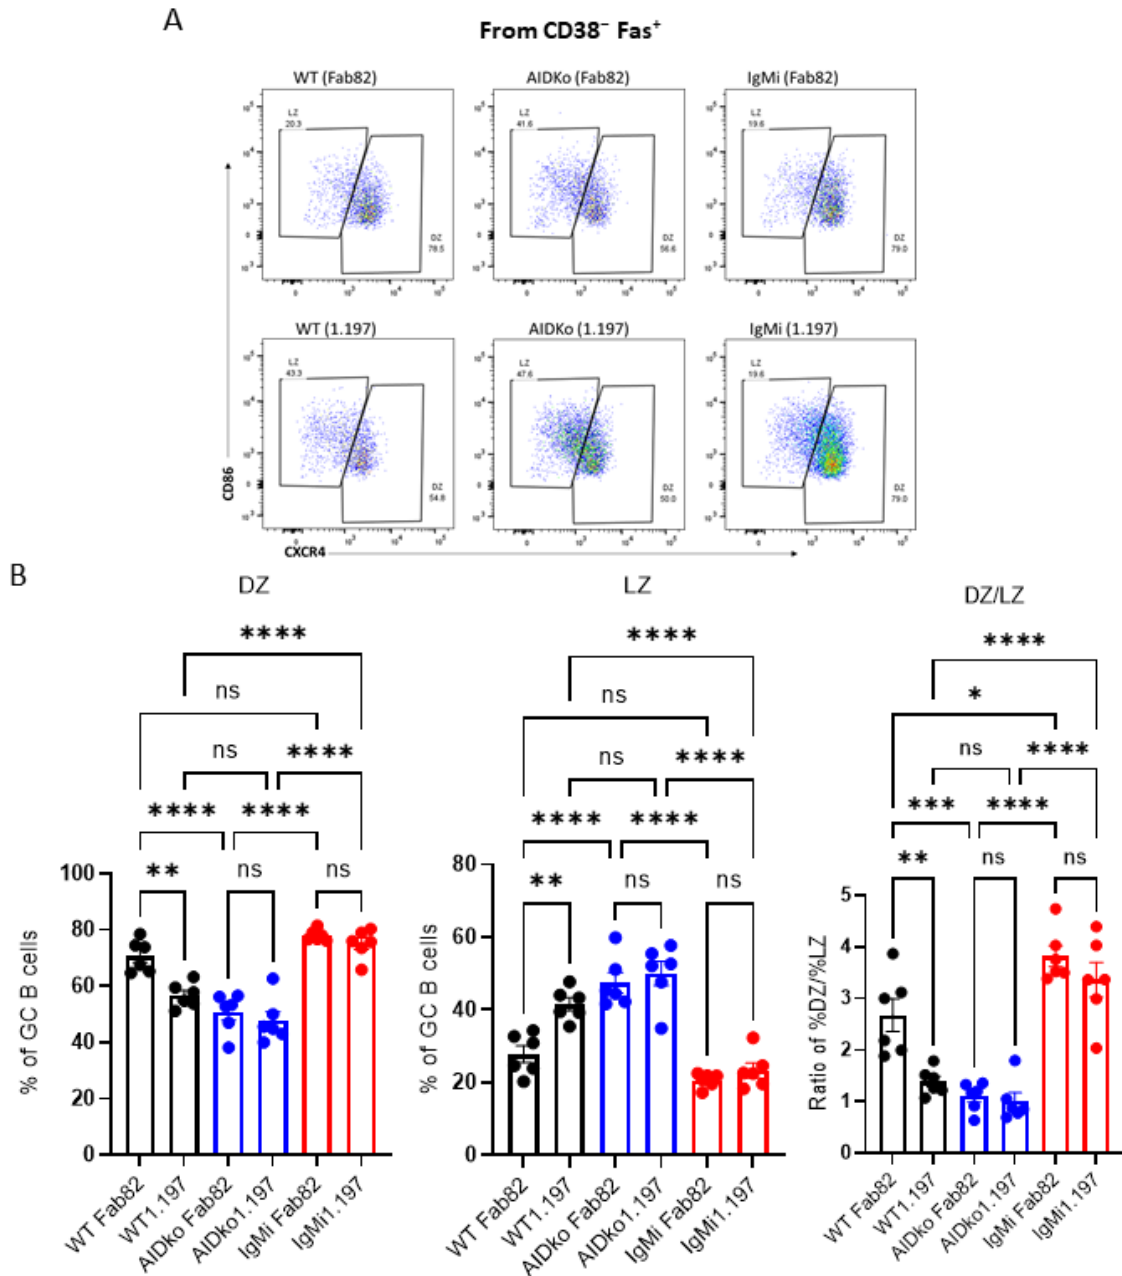 A
From CD38⁻ Fas⁺
WT (Fab82)
AIDKo (Fab82)
IgMi (Fab82)
LZ
20.3
DZ
78.5
LZ
41.6
DZ
56.6
LZ
19.6
DZ
79.0
WT (1.197)
AIDKo (1.197)
IgMi (1.197)
LZ
43.3
DZ
54.8
LZ
47.6
DZ
50.0
LZ
19.6
DZ
79.0
CD86
CXCR4
B
DZ
****
ns
ns
****
****
****
**
ns
ns
100
80
60
40
20
0
% of GC B cells
WT Fab82
WT1.197
AIDko Fab82
AIDko1.197
IgMi Fab82
IgMi1.197
LZ
****
ns
ns
****
****
****
**
ns
ns
80
60
40
20
0
% of GC B cells
WT Fab82
WT1.197
AIDko Fab82
AIDko1.197
IgMi Fab82
IgMi1.197
DZ/LZ
****
*
ns
****
***
****
**
ns
ns
5
4
3
2
1
0
Ratio of %DZ/%LZ
WT Fab82
WT1.197
AIDko Fab82
AIDKo1.197
IgMi Fab82
IgMi1.197